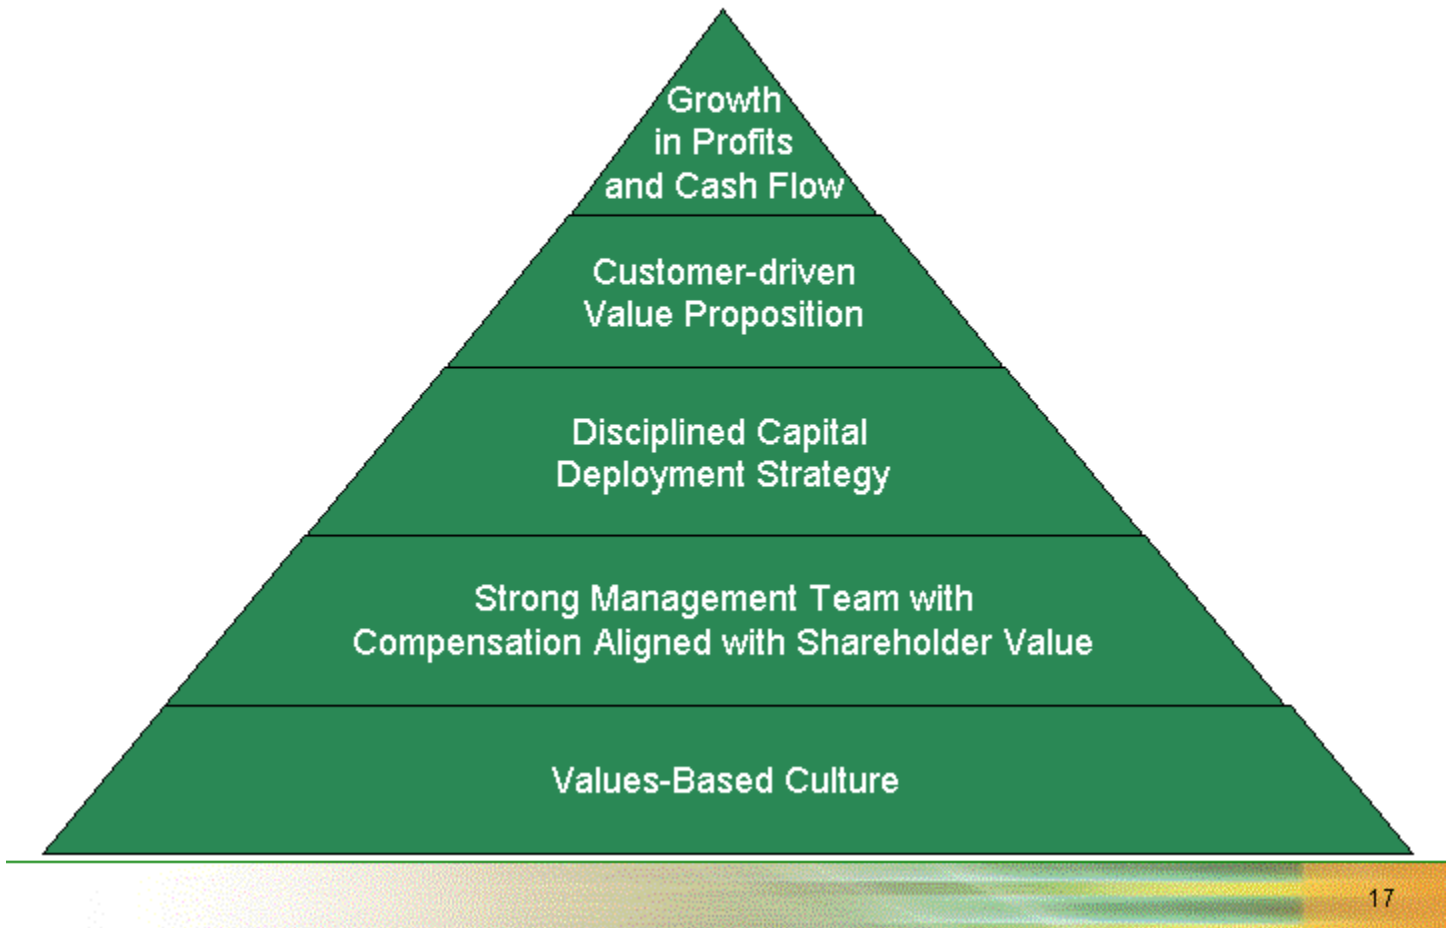 Growth
in Profits
and Cash Flow
Customer-driven
Value Proposition
Disciplined Capital
Deployment Strategy
Strong Management Team with
Compensation Aligned with Shareholder Value
Values-Based Culture
17